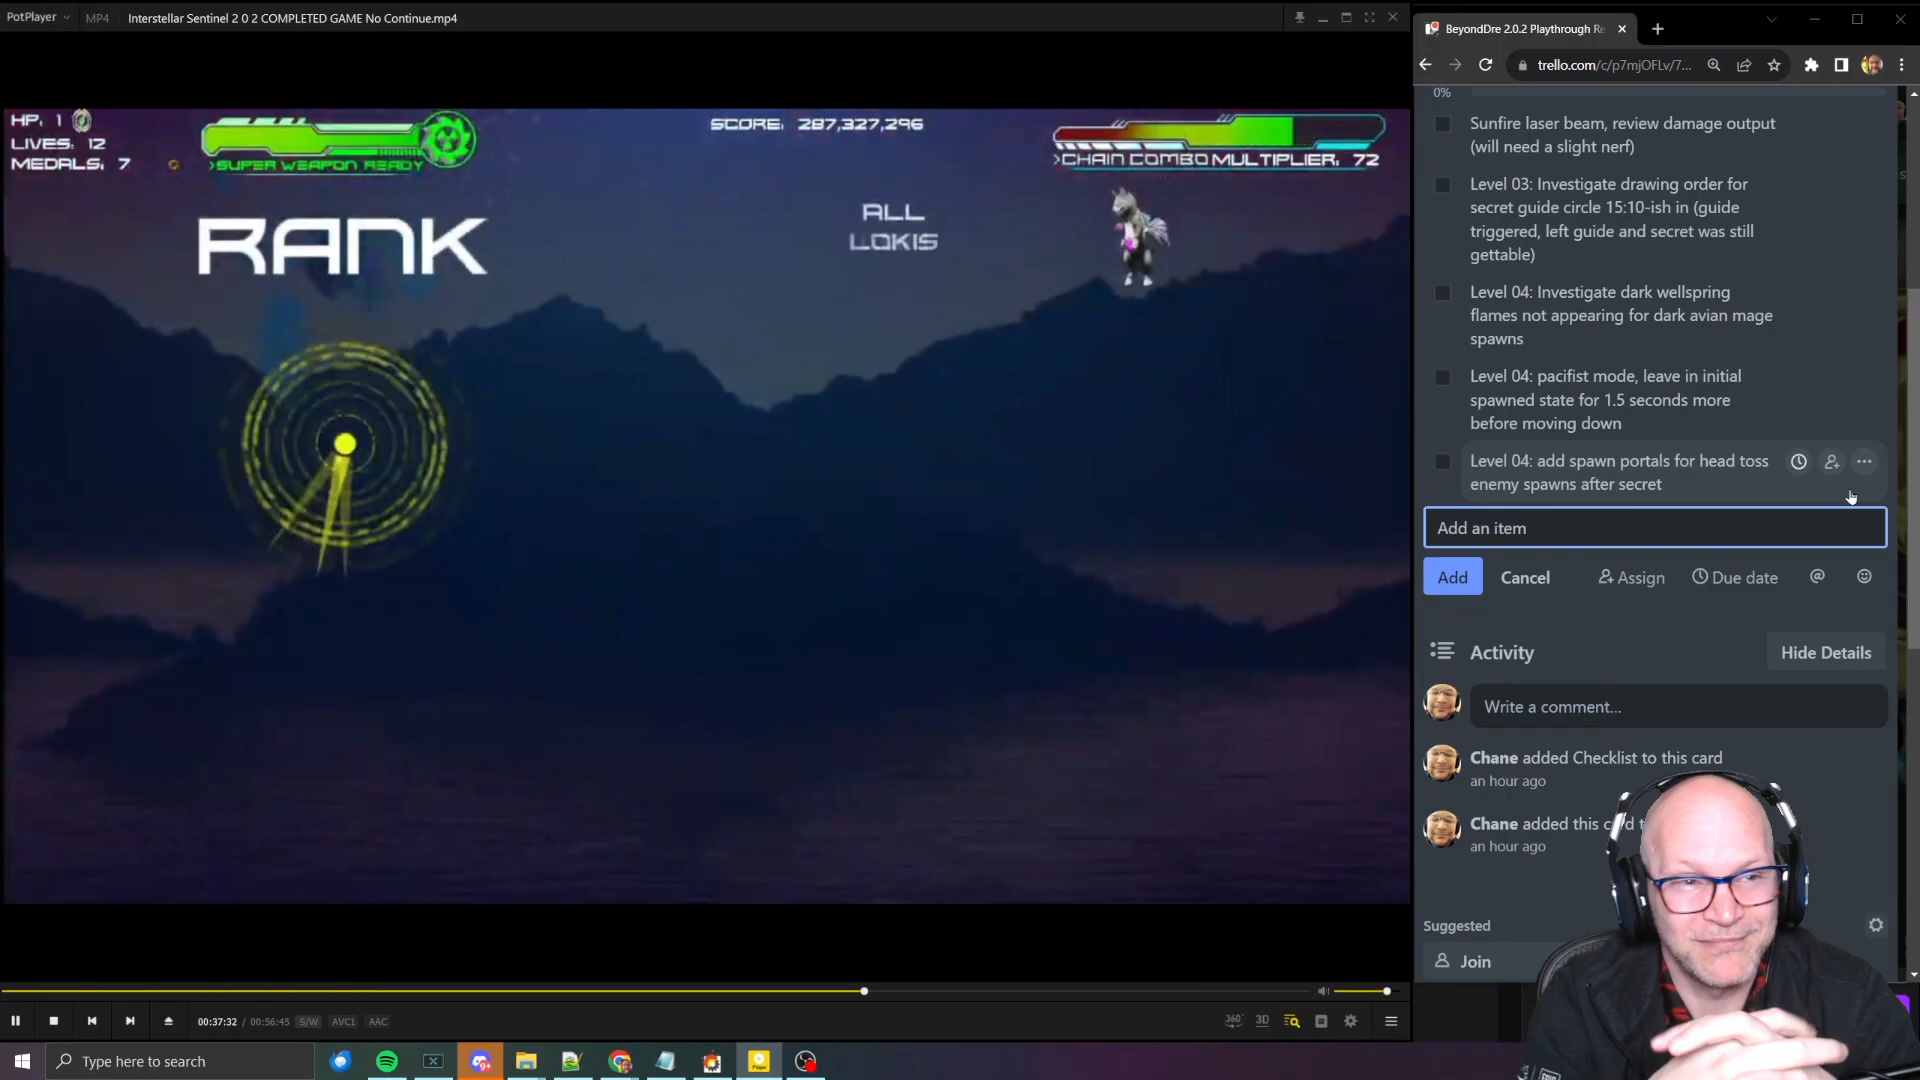 PotPlayer
MP4
Interstellar Sentinel 2 0 2 COMPLETED GAME No Continue.mp4
HP: 1
LIVES: 12
MEDALS: 7
>SUPER WEAPON READY
SCORE: 287,327,296
>CHAIN COMBO MULTIPLIER: 72
RANK
ALL
LOKIS
00:37:32 / 00:56:45 S/W AVC1 AAC
360°
3D
Type here to search
9+
BeyondDre 2.0.2 Playthrough Re
trello.com/c/p7mjOFLv/7...
0%
Sunfire laser beam, review damage output
(will need a slight nerf)
Level 03: Investigate drawing order for
secret guide circle 15:10-ish in (guide
triggered, left guide and secret was still
gettable)
Level 04: Investigate dark wellspring
flames not appearing for dark avian mage
spawns
Level 04: pacifist mode, leave in initial
spawned state for 1.5 seconds more
before moving down
Level 04: add spawn portals for head toss
enemy spawns after secret
Add an item
Add
Cancel
Assign
Due date
@
Activity
Hide Details
Write a comment...
Chane added Checklist to this card
an hour ago
Chane added this card t
an hour ago
Suggested
Join